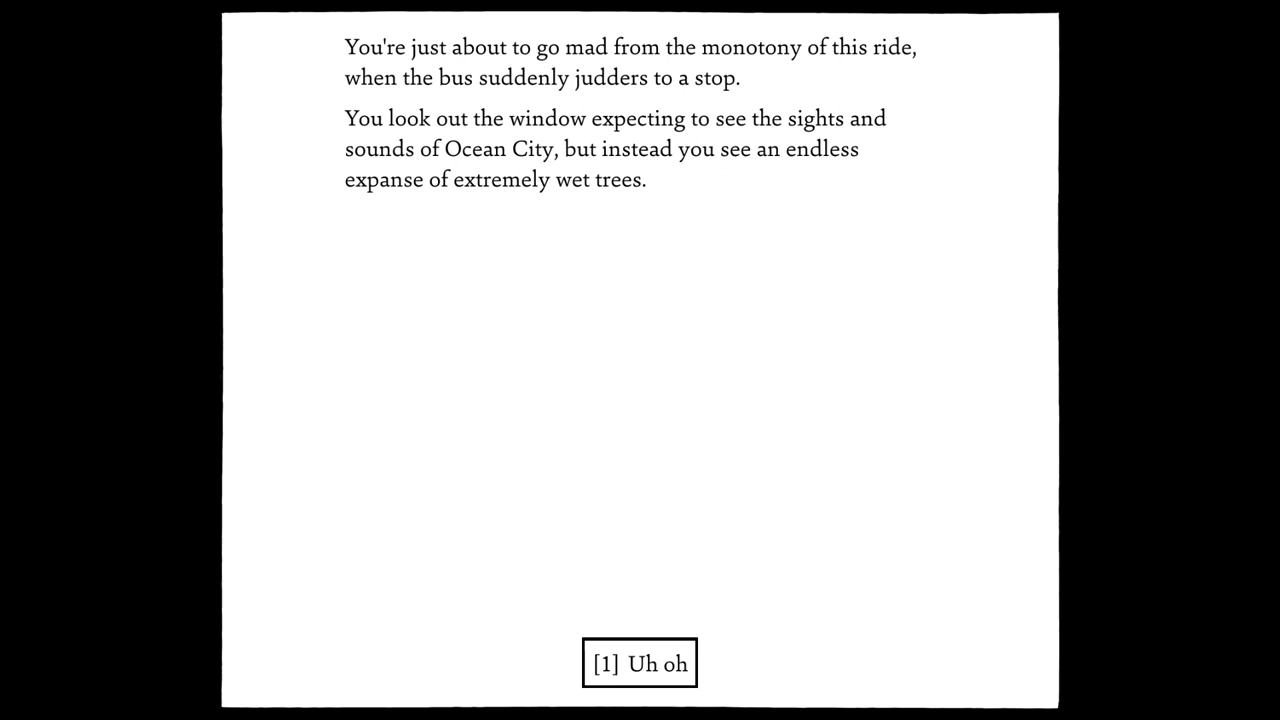 You're just about to go mad from the monotony of this ride,
when the bus suddenly judders to a stop.
You look out the window expecting to see the sights and
sounds of Ocean City, but instead you see an endless
expanse of extremely wet trees.
[1] Uh oh